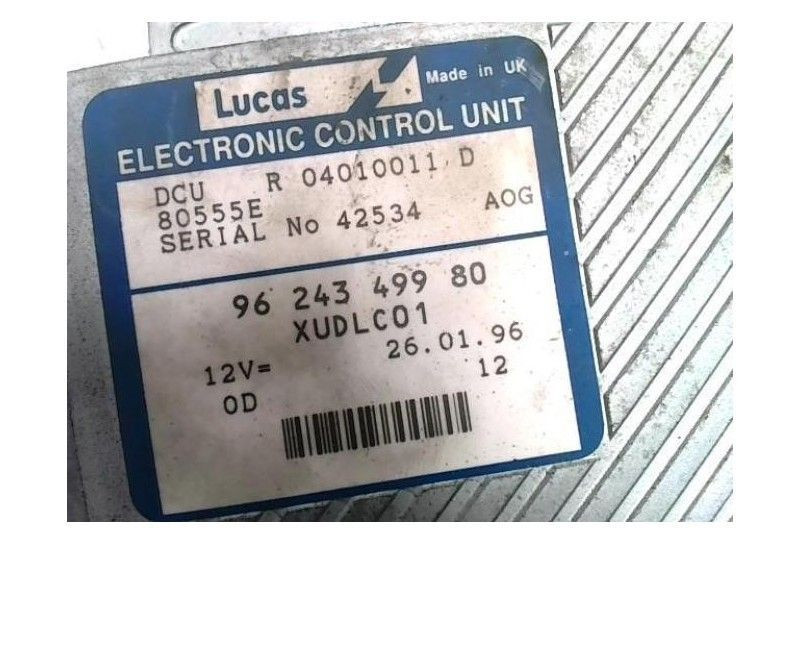 Lucas
Made in UK
ELECTRONIC CONTROL UNIT
DCU R 04010011 D
80555E
SERIAL No 42534 AOG
96 243 499 80
XUDLC01
12V= 26.01.96
0D 12